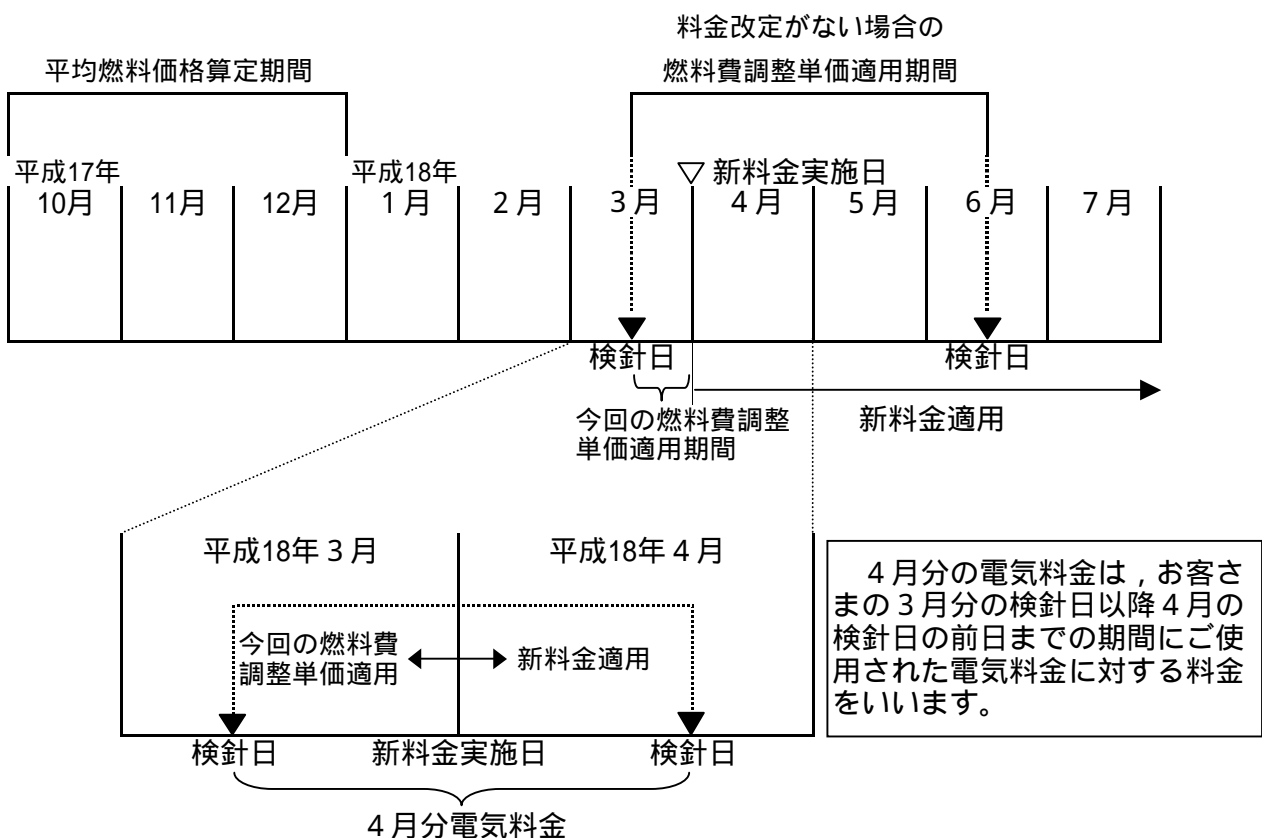 料金改定がない場合の
平均燃料価格算定期間
燃料費調整単価適用期間
平成17年
平成18年
▽ 新料金実施日
10月
11月
12月
1月
2月
3月
4月
5月
6月
7月
検針日
検針日
今回の燃料費調整
単価適用期間
新料金適用
平成18年3月
平成18年4月
今回の燃料費
調整単価適用
新料金適用
検針日
新料金実施日
検針日
4月分電気料金
4月分の電気料金は,お客さ
まの3月分の検針日以降4月の
検針日の前日までの期間にご使
用された電気料金に対する料金
をいいます。